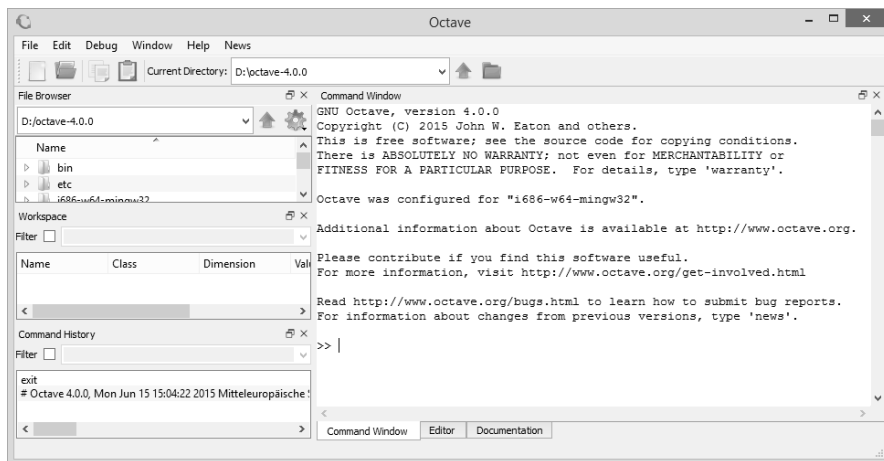 Octave
File Edit Debug Window Help News
Current Directory: D:\octave-4.0.0
File Browser
D:/octave-4.0.0
Name
bin
etc
i686-w64-mingw32
Workspace
Filter
Name Class Dimension
Command History
Filter
exit
# Octave 4.0.0, Mon Jun 15 15:04:22 2015 Mitteleuropäische
Command Window
GNU Octave, version 4.0.0
Copyright (C) 2015 John W. Eaton and others.
This is free software; see the source code for copying conditions.
There is ABSOLUTELY NO WARRANTY; not even for MERCHANTABILITY or
FITNESS FOR A PARTICULAR PURPOSE.  For details, type 'warranty'.
Octave was configured for "i686-w64-mingw32".
Additional information about Octave is available at http://www.octave.org.
Please contribute if you find this software useful.
For more information, visit http://www.octave.org/get-involved.html
Read http://www.octave.org/bugs.html to learn how to submit bug reports.
For information about changes from previous versions, type 'news'.
>>
Command Window Editor Documentation